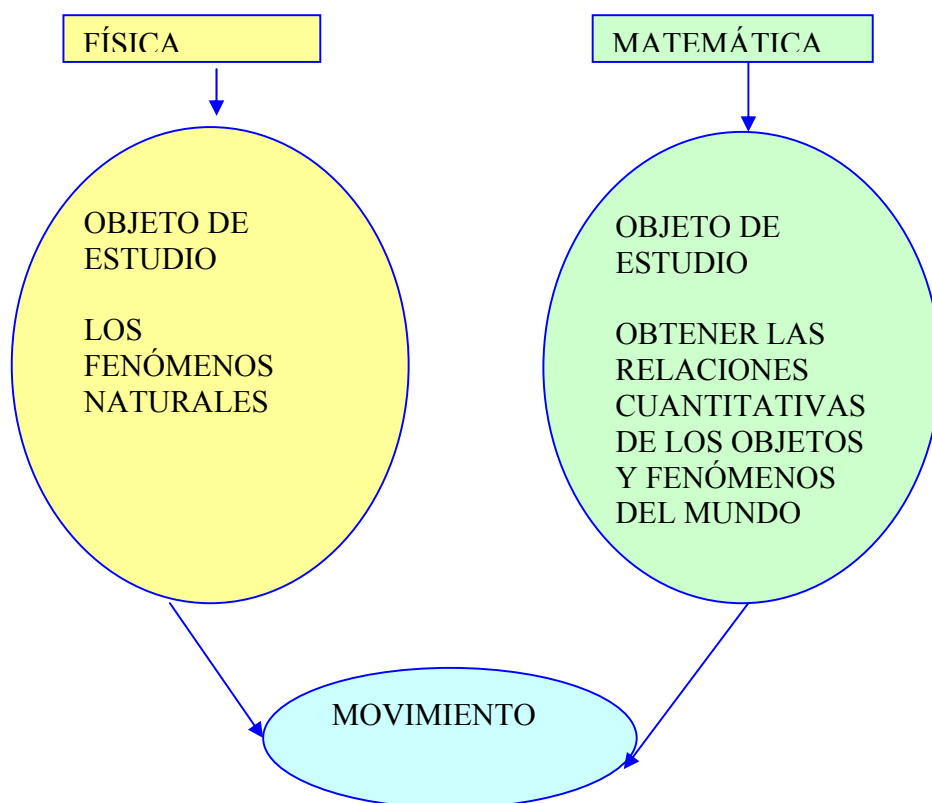 FÍSICA
MATEMÁTICA
OBJETO DE
ESTUDIO
LOS
FENÓMENOS
NATURALES
OBJETO DE
ESTUDIO
OBTENER LAS
RELACIONES
CUANTITATIVAS
DE LOS OBJETOS
Y FENÓMENOS
DEL MUNDO
MOVIMIENTO